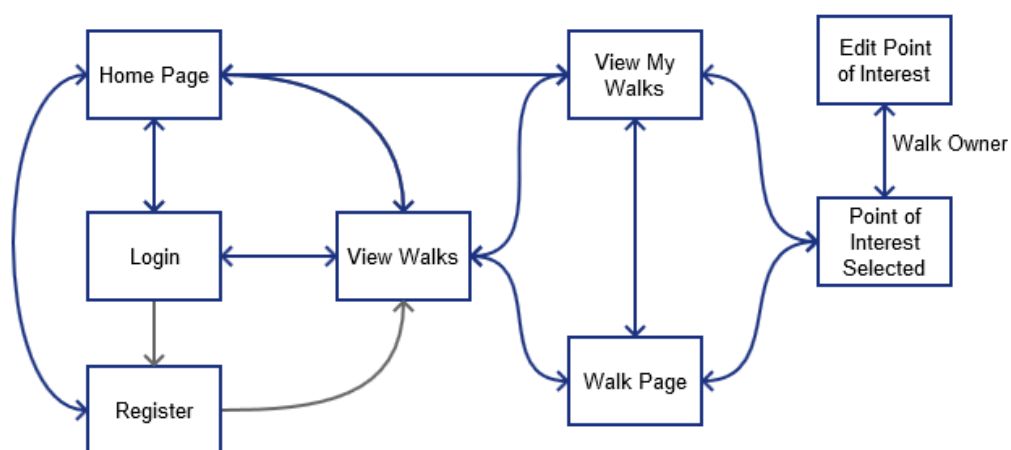 Home Page
View My
Walks
Edit Point
of Interest
Walk Owner
Login
View Walks
Point of
Interest
Selected
Walk Page
Register